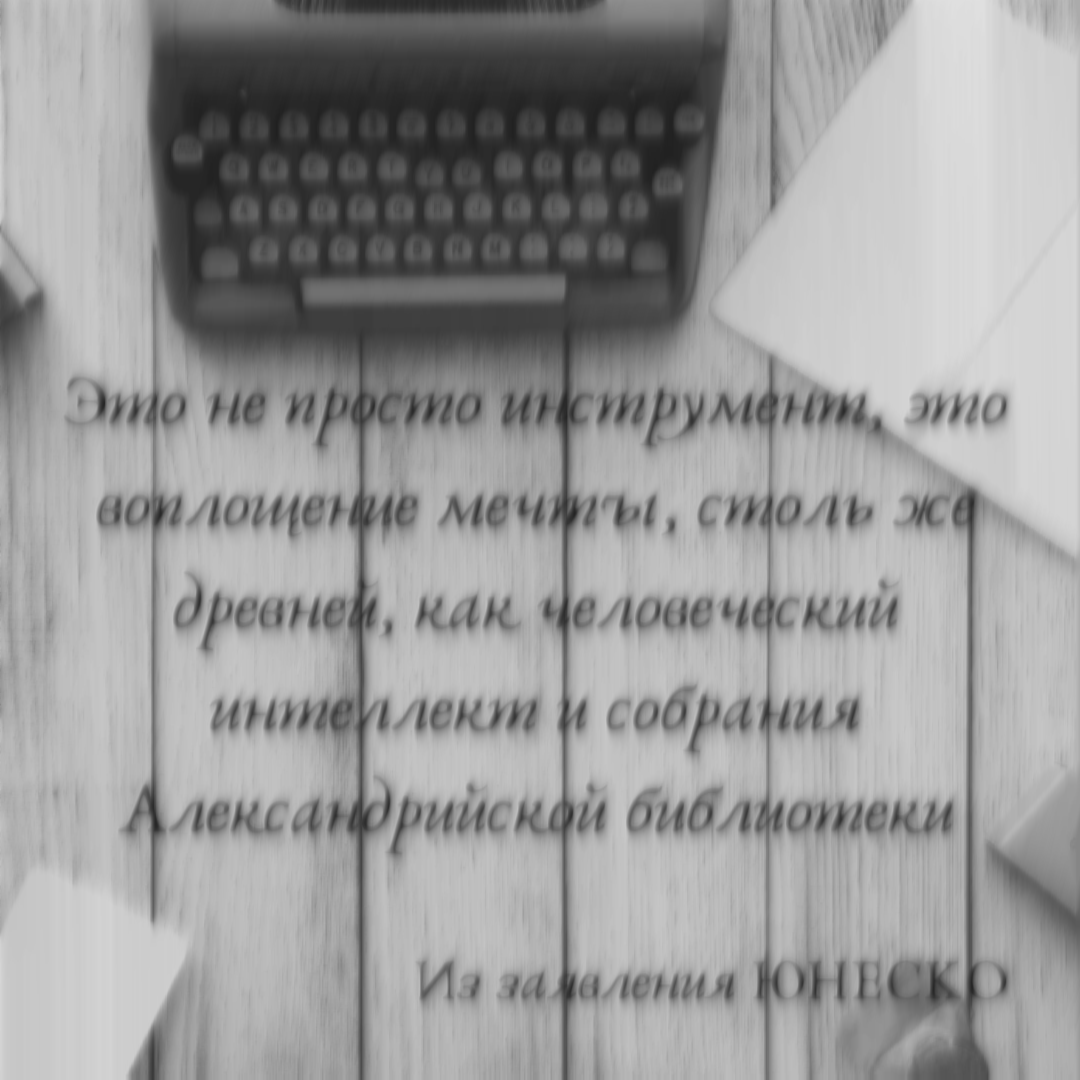 Это не просто инструмент, это
воплощение мечты, столь же
древней, как человеческий
интеллект и собрания
Александрийской библиотеки
Из заявления ЮНЕСКО